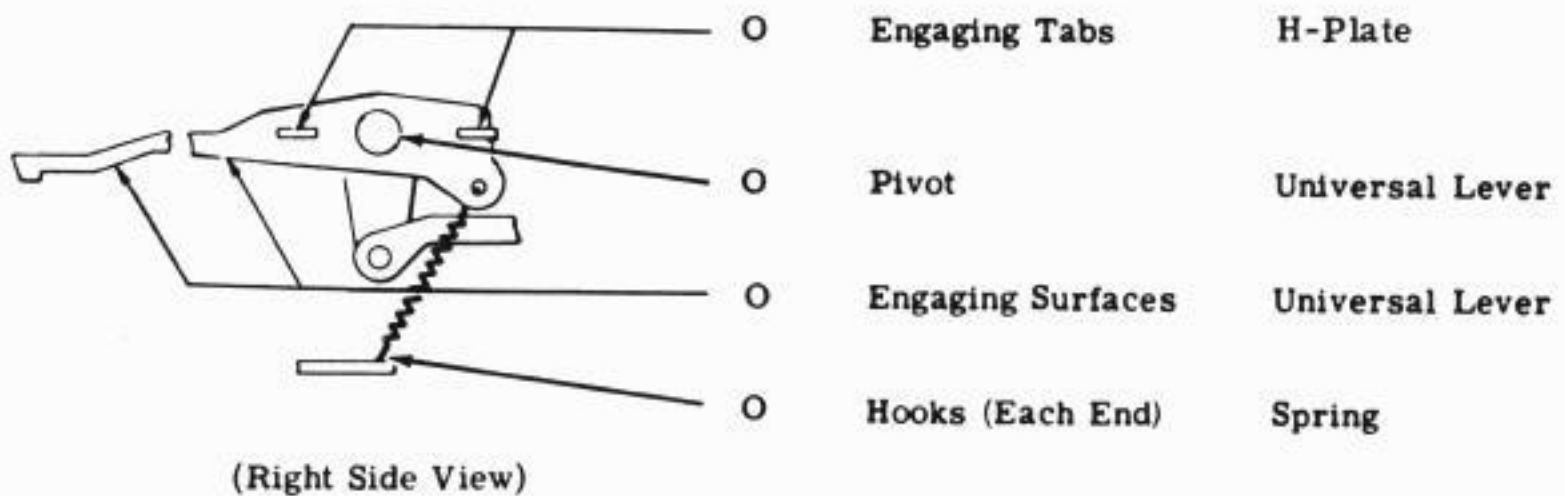 O Engaging Tabs H-Plate
O Pivot Universal Lever
O Engaging Surfaces Universal Lever
O Hooks (Each End) Spring
(Right Side View)